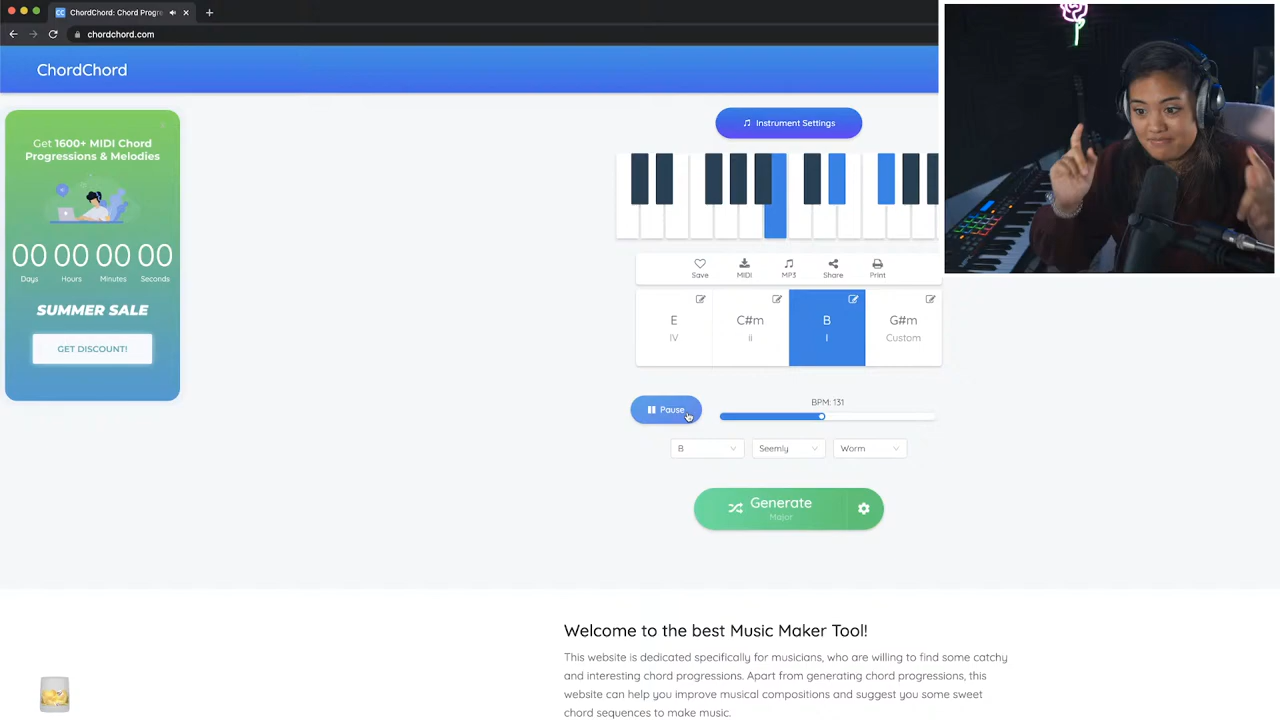 ChordChord: Chord Progre
chordchord.com
ChordChord
Get 1600+ MIDI Chord
Progressions & Melodies
00 00 00 00
Days Hours Minutes Seconds
SUMMER SALE
GET DISCOUNT!
Instrument Settings
Save MIDI MP3 Share Print
E C#m B G#m
IV ii I Custom
Pause
BPM: 131
B Seemly Worm
Generate
Major
Welcome to the best Music Maker Tool!
This website is dedicated specifically for musicians, who are willing to find some catchy
and interesting chord progressions. Apart from generating chord progressions, this
website can help you improve musical compositions and suggest you some sweet
chord sequences to make music.